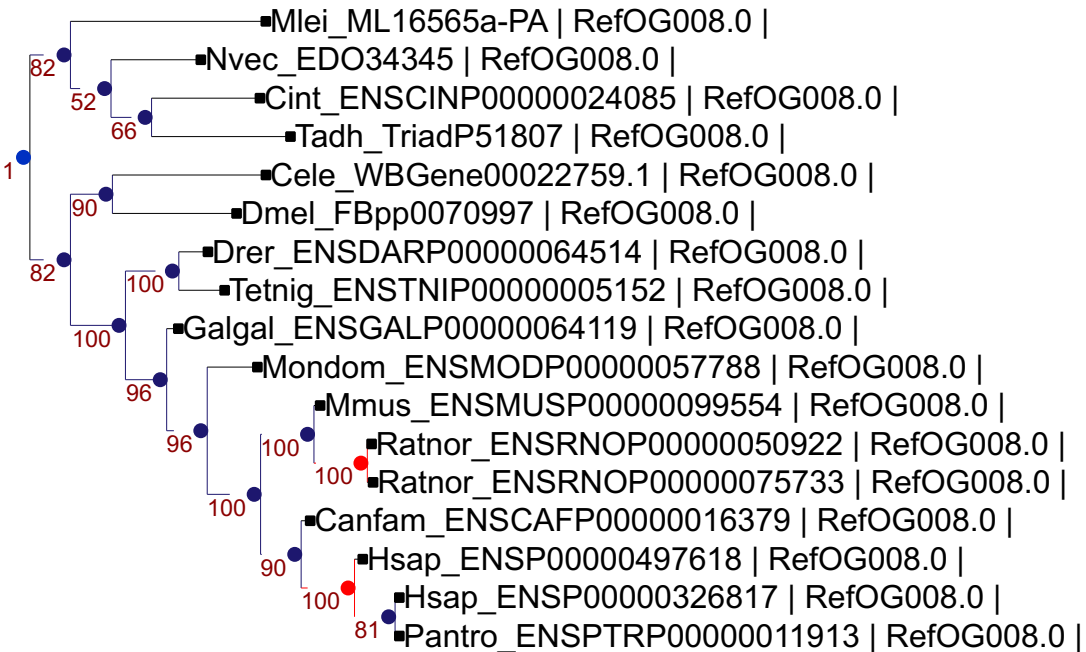 Mlei_ML16565a-PA | RefOG008.0 |
82
Nvec_EDO34345 | RefOG008.0 |
52
Cint_ENSCINP00000024085 | RefOG008.0 |
66
Tadh_TriadP51807 | RefOG008.0 |
1
Cele_WBGene00022759.1 | RefOG008.0 |
90
Dmel_FBpp0070997 | RefOG008.0 |
Drer_ENSDARP00000064514 | RefOG008.0 |
82
100
Tetnig_ENSTNIP00000005152 | RefOG008.0 |
Galgal_ENSGALP00000064119 | RefOG008.0 |
100
Mondom_ENSMODP00000057788 | RefOG008.0 |
96
Mmus_ENSMUSP00000099554 | RefOG008.0 |
96
100
Ratnor_ENSRNOP00000050922 | RefOG008.0 |
100
Ratnor_ENSRNOP00000075733 | RefOG008.0 |
100
Canfam_ENSCAFP00000016379 | RefOG008.0 |
Hsap_ENSP00000497618 | RefOG008.0 |
90
Hsap_ENSP00000326817 | RefOG008.0 |
100
81
Pantro_ENSPTRP00000011913 | RefOG008.0 |